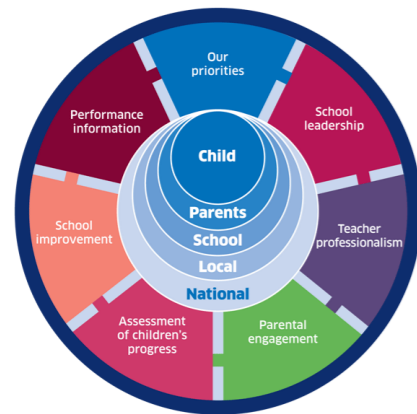 Our
priorities
School
leadership
Teacher
professionalism
Parental
engagement
Assessment
of children's
progress
School
improvement
Performance
information
Child
Parents
School
Local
National